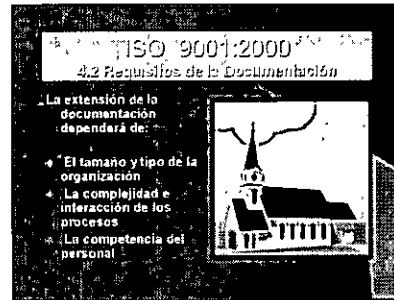 ISO 9001:2000
4.2 Requisitos de la Documentación
La extensión de la
documentación
dependerá de:
El tamaño y tipo de la
organización
La complejidad e
interacción de los
procesos
La competencia del
personal